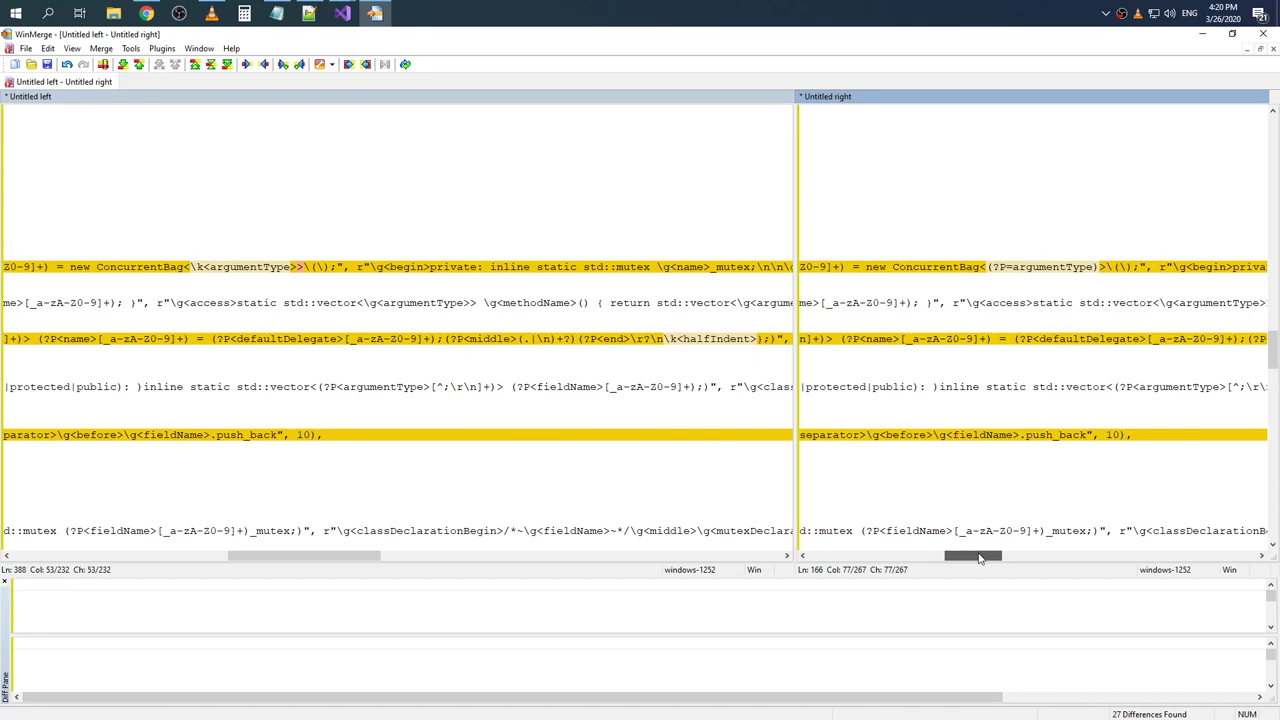 4:20 PM
ENG
3/26/2020
21
WinMerge - [Untitled left - Untitled right]
File Edit View Merge Tools Plugins Window Help
Untitled left - Untitled right
* Untitled left
* Untitled right
Z0-9]+) = new ConcurrentBag<\k<argumentType>>\(\);", r"\g<begin>private: inline static std::mutex \g<name>_mutex;\n\n\
Z0-9]+) = new ConcurrentBag<(?P=argumentType)>\(\);", r"\g<begin>priva
me>[_a-zA-Z0-9]+); }", r"\g<access>static std::vector<\g<argumentType>> \g<methodName>() { return std::vector<\g<argume
me>[_a-zA-Z0-9]+); }", r"\g<access>static std::vector<\g<argumentType>
]+)> (?P<name>[_a-zA-Z0-9]+) = (?P<defaultDelegate>[_a-zA-Z0-9]+);(?P<middle>(.|\n)+?)(?P<end>\r?\n\k<halfIndent>};)",
n]+)> (?P<name>[_a-zA-Z0-9]+) = (?P<defaultDelegate>[_a-zA-Z0-9]+);(?P
|protected|public): )inline static std::vector<(?P<argumentType>[^;\r\n]+)> (?P<fieldName>[_a-zA-Z0-9]+);)", r"\g<class
|protected|public): )inline static std::vector<(?P<argumentType>[^;\r\
parator>\g<before>\g<fieldName>.push_back", 10),
separator>\g<before>\g<fieldName>.push_back", 10),
d::mutex (?P<fieldName>[_a-zA-Z0-9]+)_mutex;)", r"\g<classDeclarationBegin>/*~\g<fieldName>~*/\g<middle>\g<mutexDeclara
d::mutex (?P<fieldName>[_a-zA-Z0-9]+)_mutex;)", r"\g<classDeclarationBe
Ln: 388 Col: 53/232 Ch: 53/232
windows-1252
Win
Ln: 166 Col: 77/267 Ch: 77/267
windows-1252
Win
Diff Pane
27 Differences Found
NUM